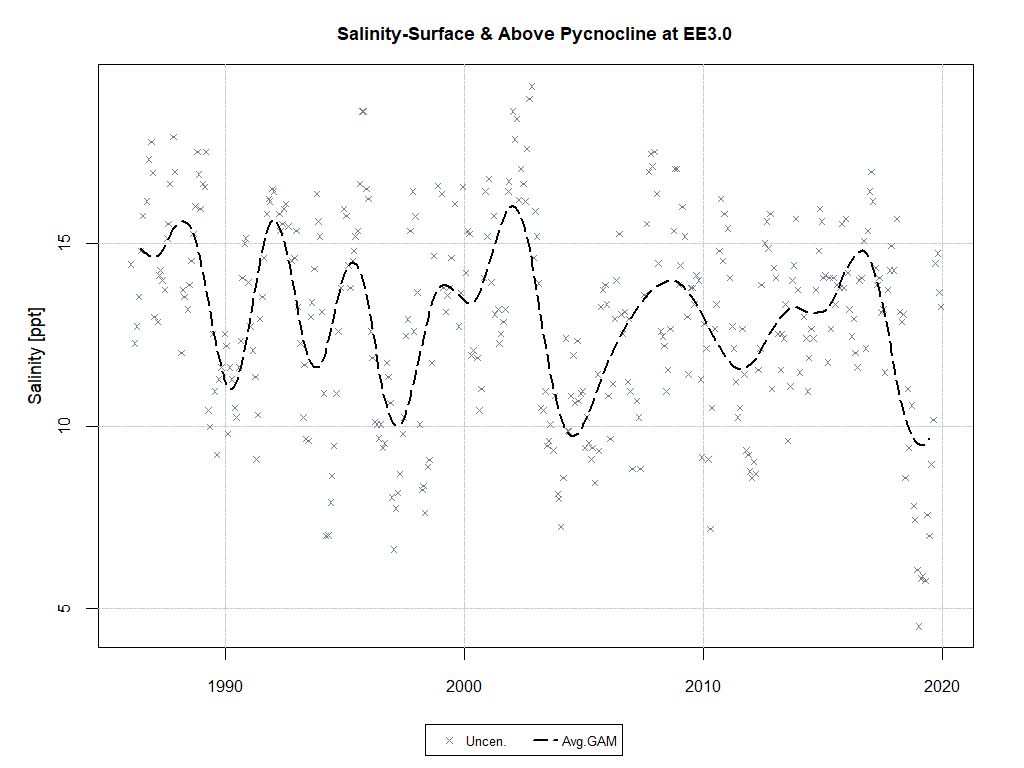 Salinity-Surface & Above Pycnocline at EE3.0
Salinity [ppt]
15
10
5
1990 2000 2010 2020
Uncen. Avg.GAM